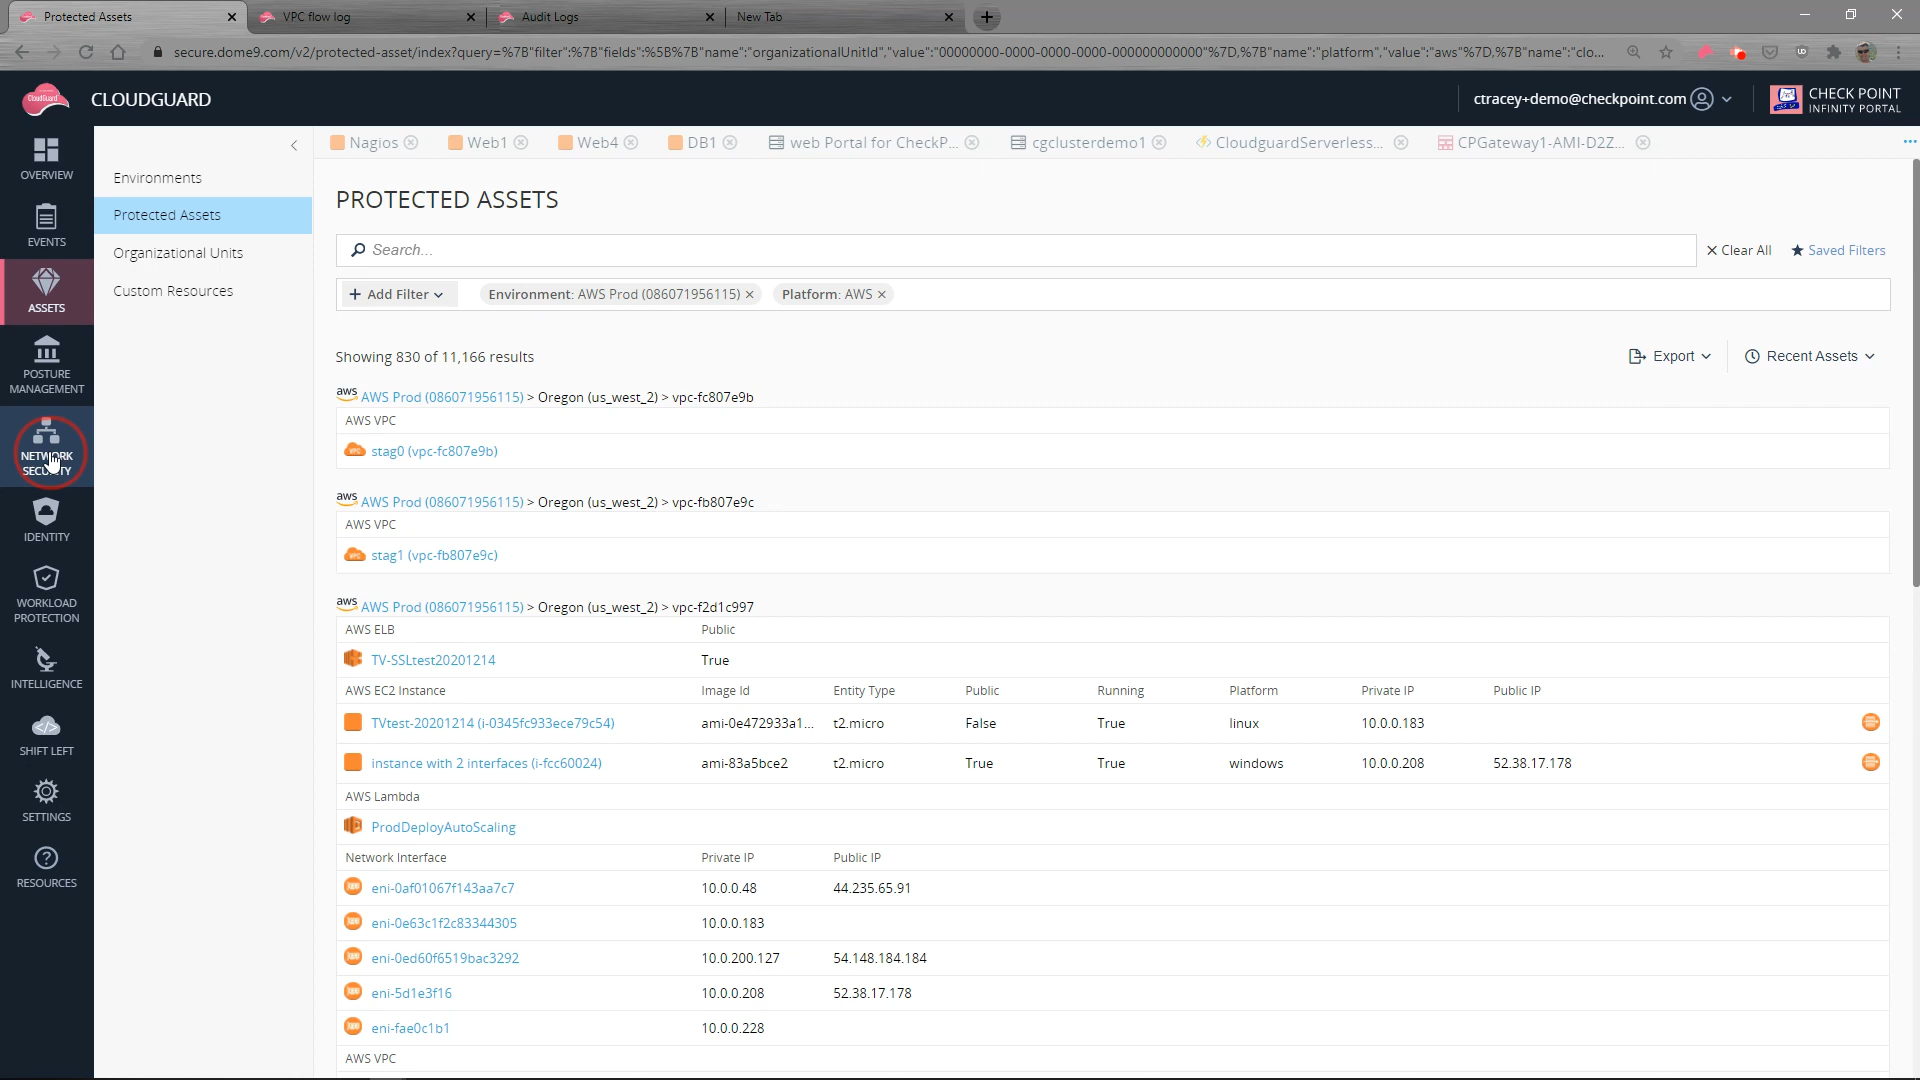 Protected Assets
VPC flow log
Audit Logs
New Tab
secure.dome9.com/v2/protected-asset/index?query=%7B"filter":%7B"fields":%5B%7B"name":"organizationalUnitId","value":"00000000-0000-0000-0000-000000000000"%7D,%7B"name":"platform","value":"aws"%7D,%7B"name":"clo...
CloudGuard
CLOUDGUARD
ctracey+demo@checkpoint.com
CHECK POINT
INFINITY PORTAL
OVERVIEW
EVENTS
ASSETS
POSTURE
MANAGEMENT
NETWORK
SECURITY
IDENTITY
WORKLOAD
PROTECTION
INTELLIGENCE
SHIFT LEFT
SETTINGS
RESOURCES
Environments
Protected Assets
Organizational Units
Custom Resources
Nagios
Web1
Web4
DB1
web Portal for CheckP...
cgclusterdemo1
CloudguardServerless...
CPGateway1-AMI-D2Z...
PROTECTED ASSETS
Search...
Clear All
Saved Filters
Add Filter
Environment: AWS Prod (086071956115)
Platform: AWS
Showing 830 of 11,166 results
Export
Recent Assets
aws AWS Prod (086071956115) > Oregon (us_west_2) > vpc-fc807e9b
AWS VPC
stag0 (vpc-fc807e9b)
aws AWS Prod (086071956115) > Oregon (us_west_2) > vpc-fb807e9c
AWS VPC
stag1 (vpc-fb807e9c)
aws AWS Prod (086071956115) > Oregon (us_west_2) > vpc-f2d1c997
AWS ELB Public
TV-SSLtest20201214 True
AWS EC2 Instance Image Id Entity Type Public Running Platform Private IP Public IP
TVtest-20201214 (i-0345fc933ece79c54) ami-0e472933a1... t2.micro False True linux 10.0.0.183
instance with 2 interfaces (i-fcc60024) ami-83a5bce2 t2.micro True True windows 10.0.0.208 52.38.17.178
AWS Lambda
ProdDeployAutoScaling
Network Interface Private IP Public IP
eni-0af01067f143aa7c7 10.0.0.48 44.235.65.91
eni-0e63c1f2c83344305 10.0.0.183
eni-0ed60f6519bac3292 10.0.200.127 54.148.184.184
eni-5d1e3f16 10.0.0.208 52.38.17.178
eni-fae0c1b1 10.0.0.228
AWS VPC